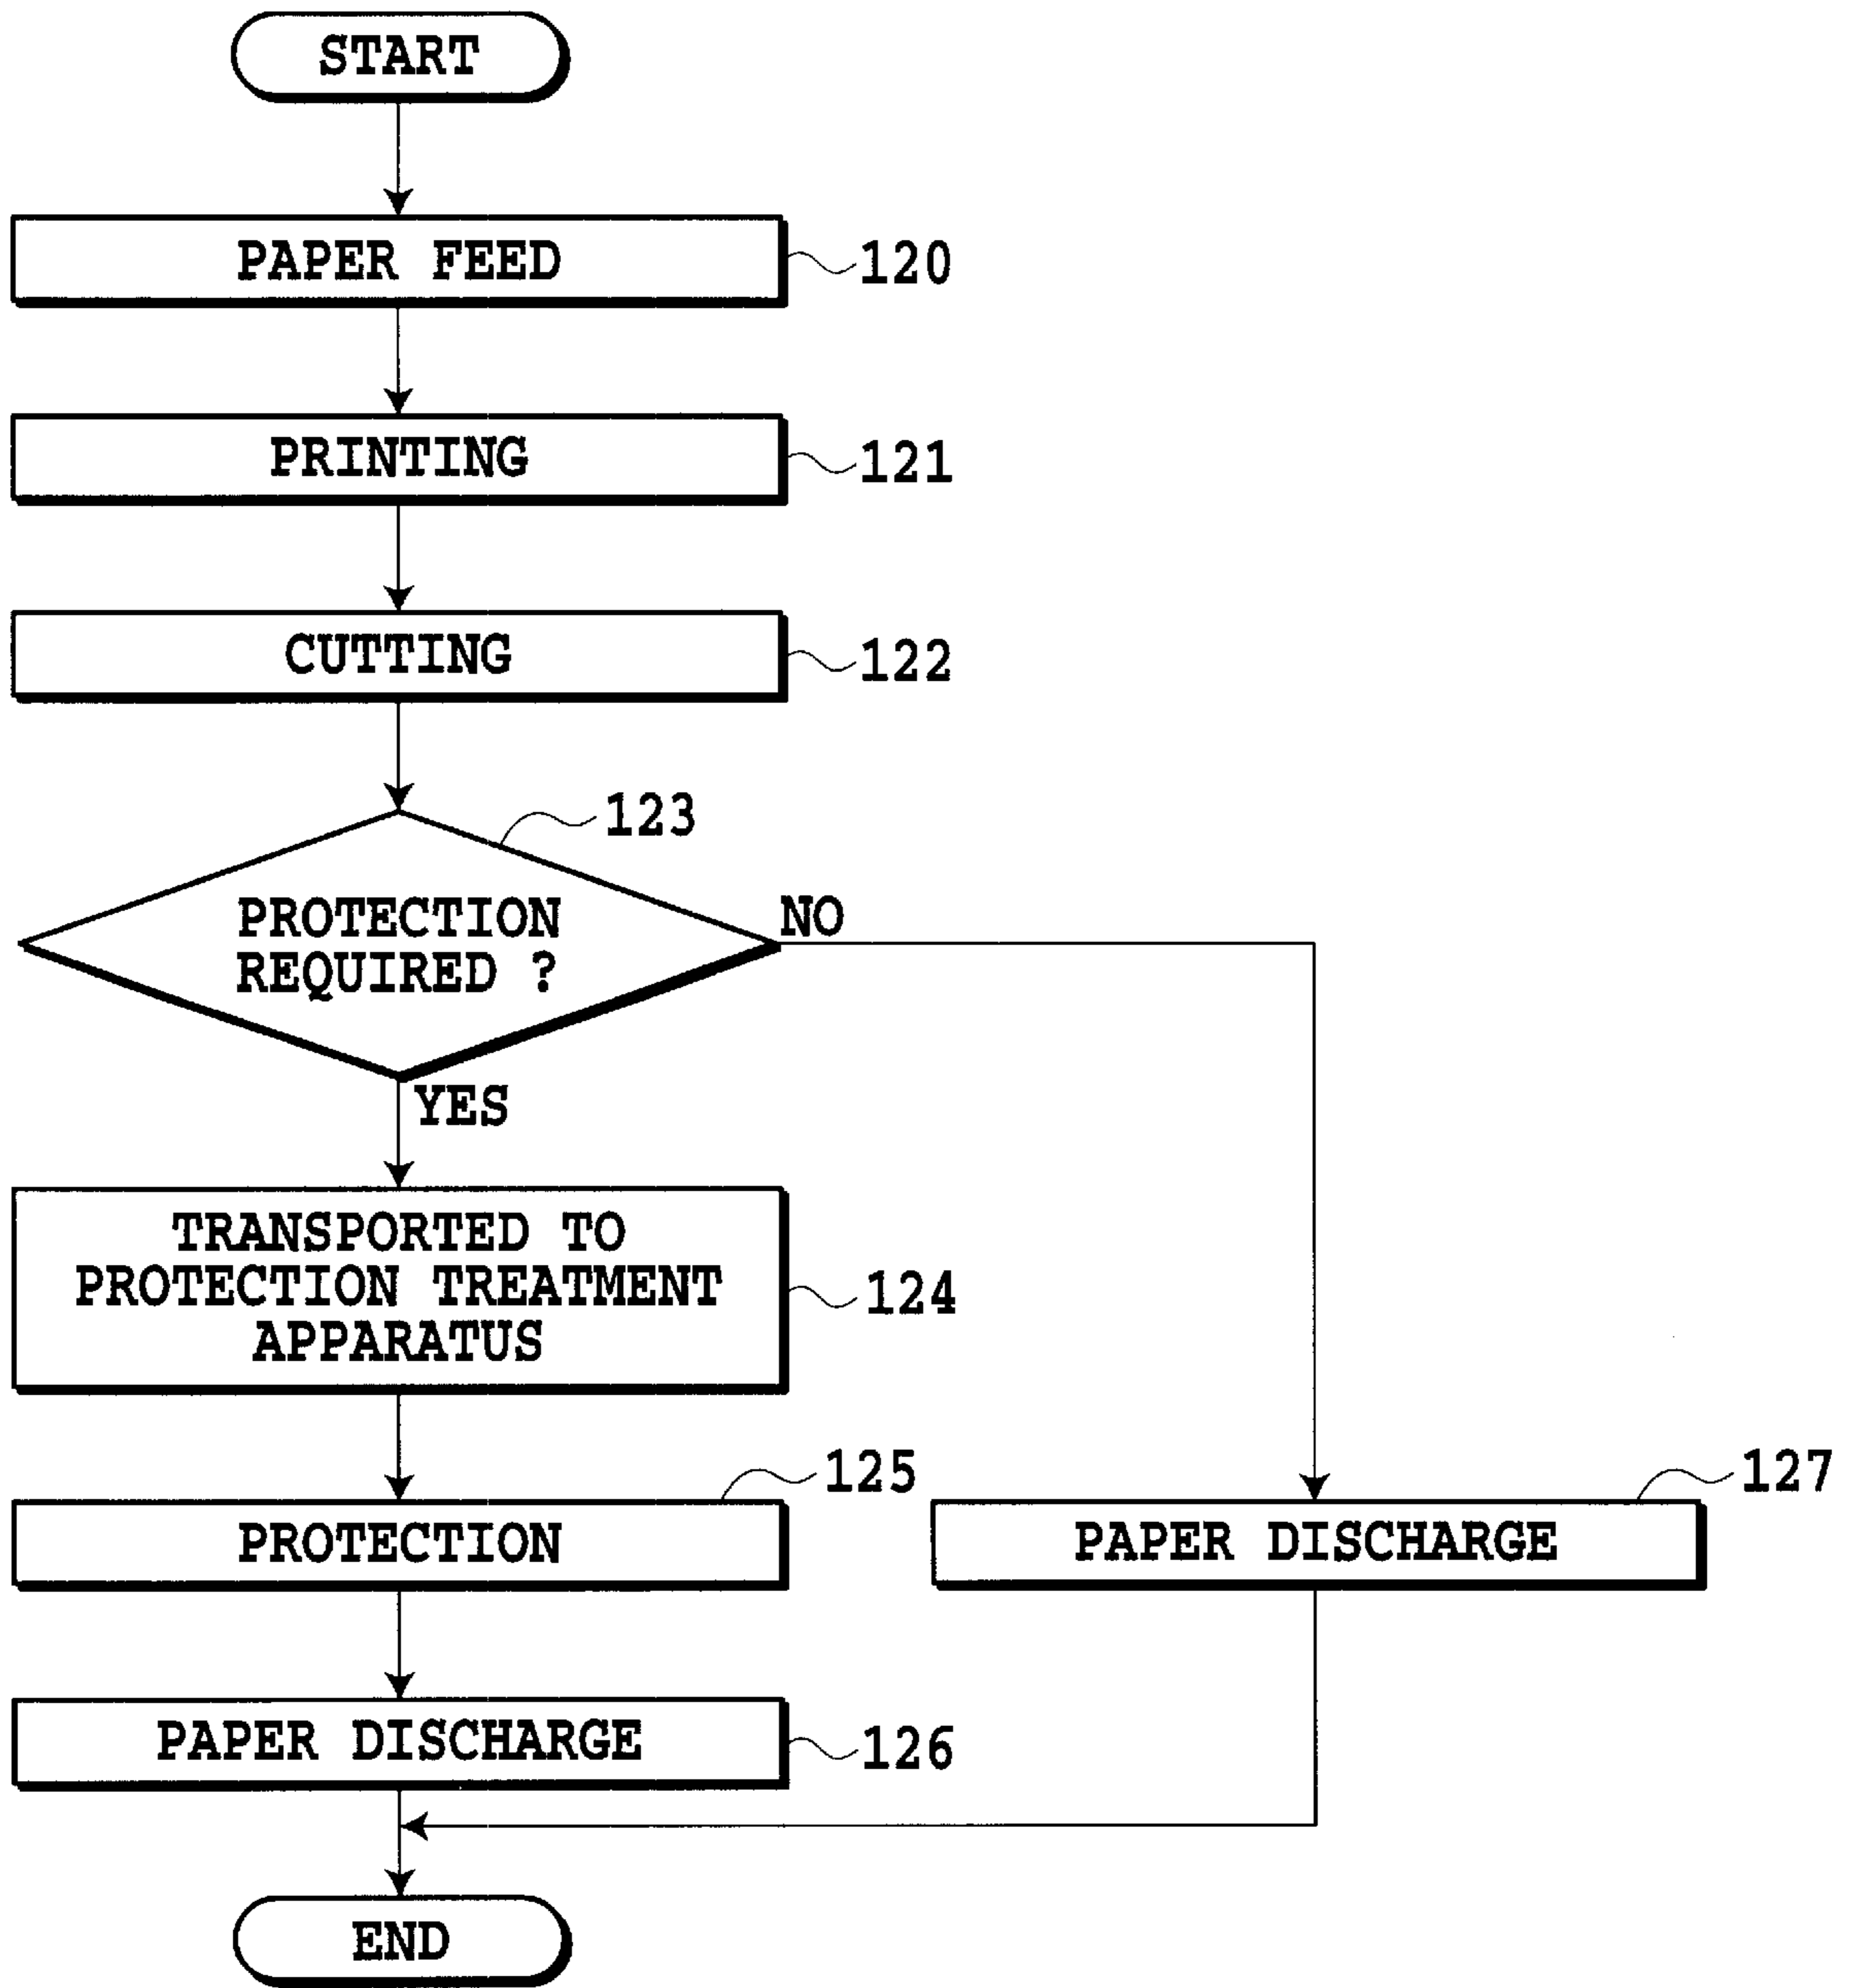 START
PAPER FEED
120
PRINTING
121
CUTTING
122
123
PROTECTION
REQUIRED ?
NO
YES
TRANSPORTED TO
PROTECTION TREATMENT
APPARATUS
124
125
PROTECTION
127
PAPER DISCHARGE
PAPER DISCHARGE
126
END